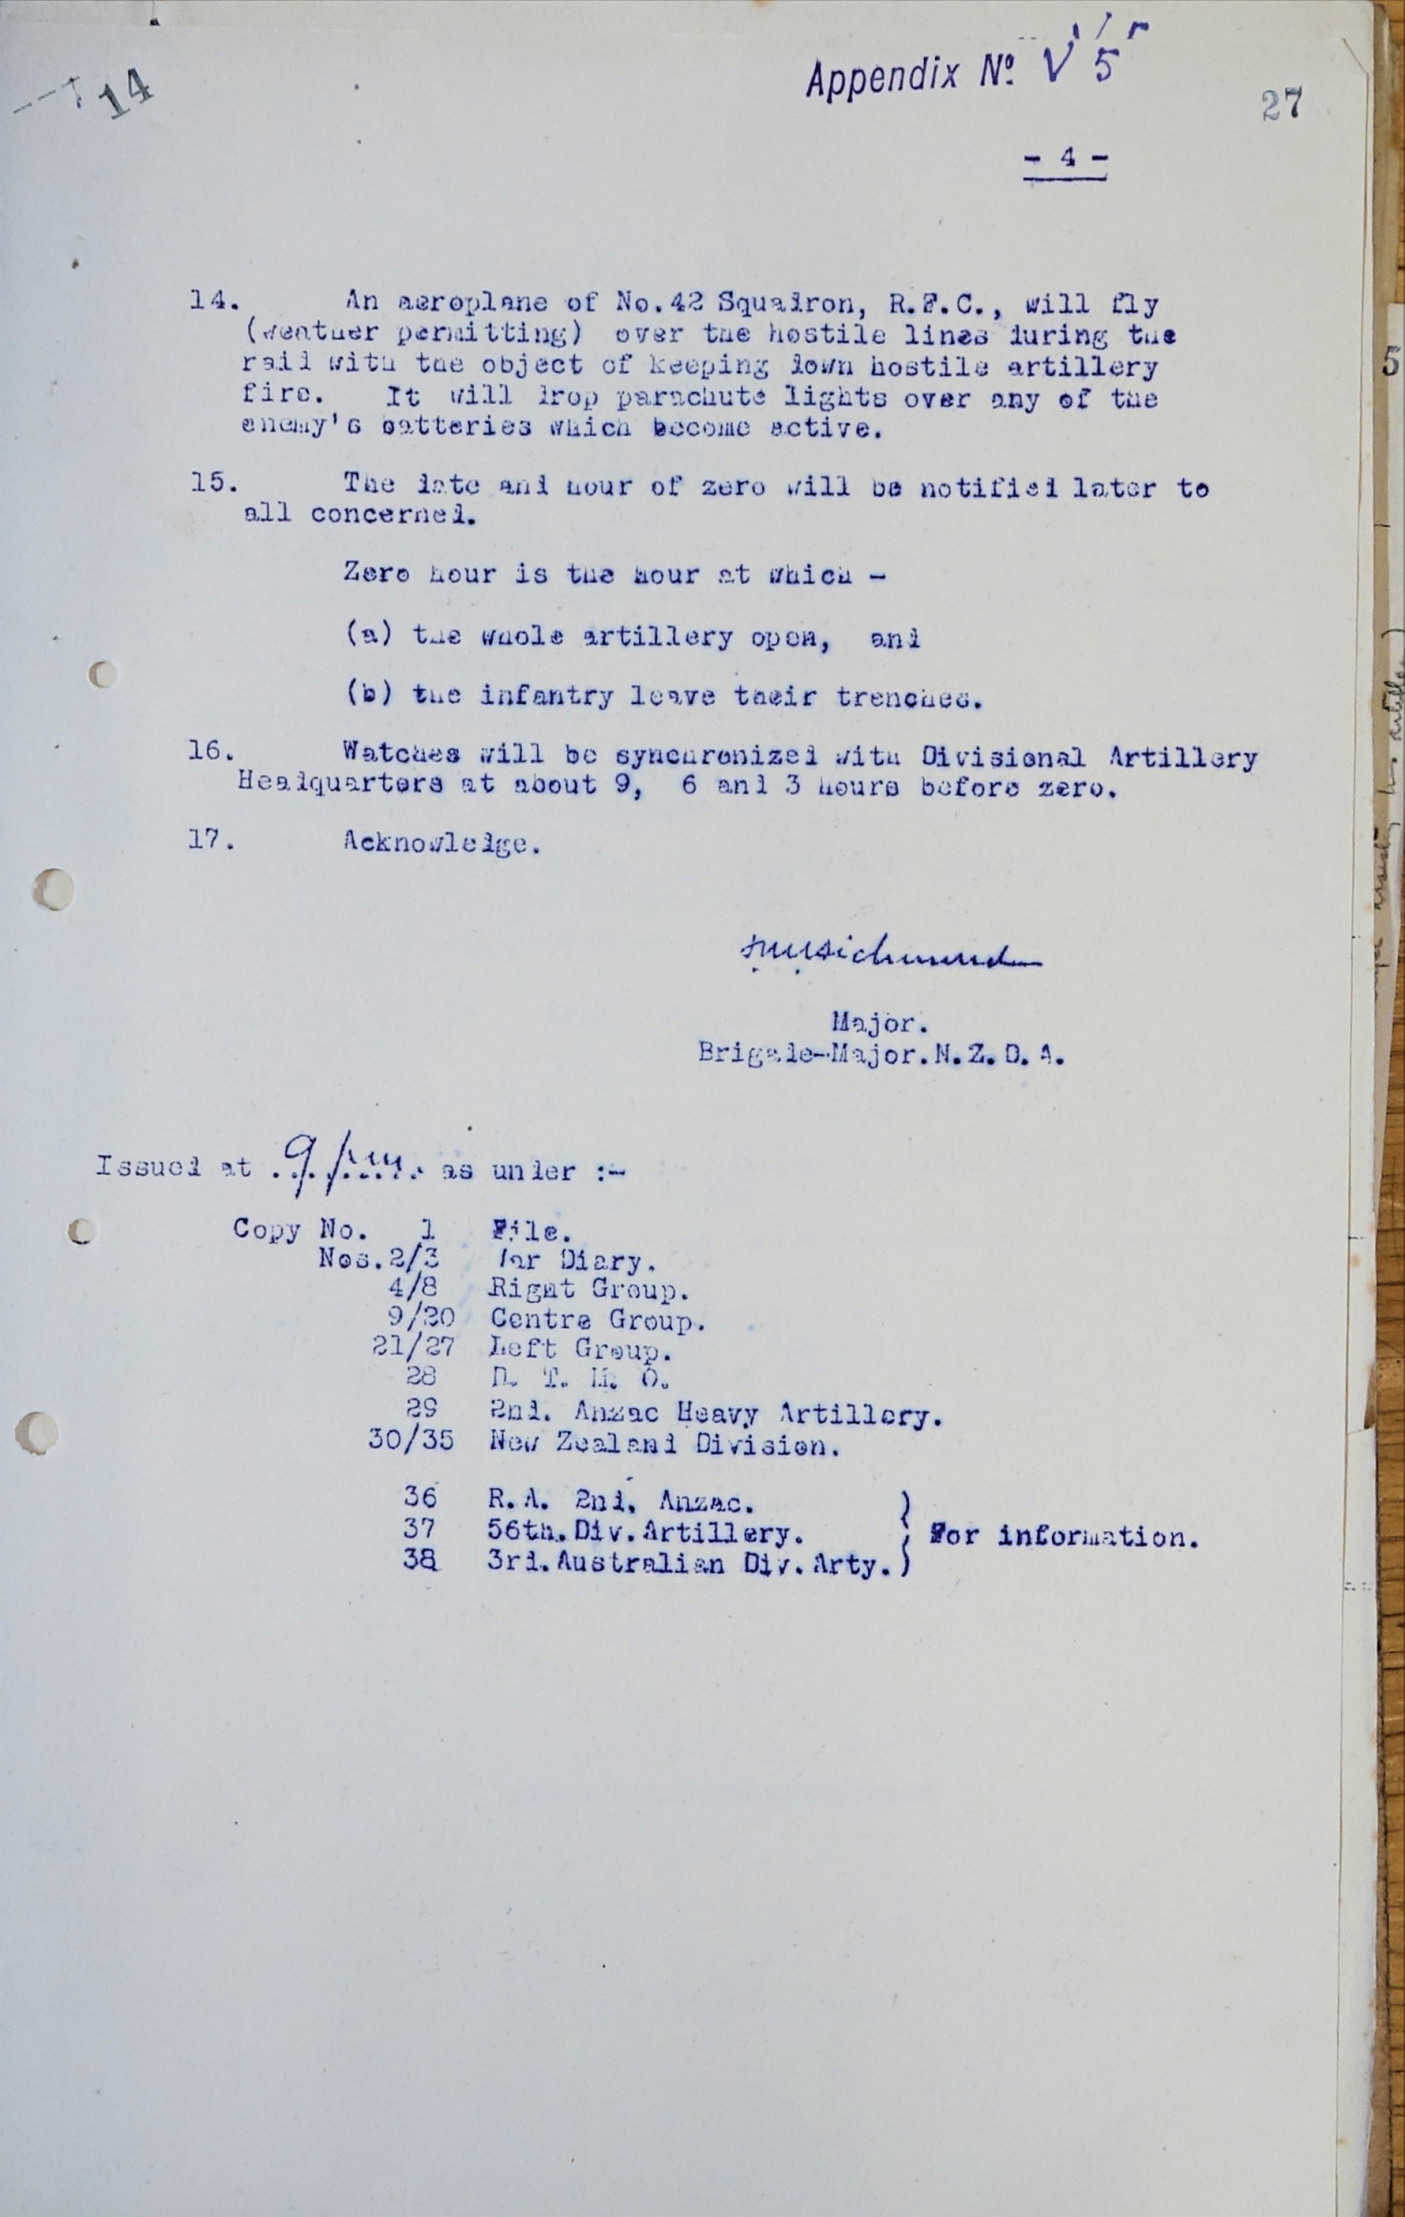 14
Appendix Nº V 5
27
- 4 -
14. An aeroplane of No.42 Squadron, R.F.C., will fly
(weather permitting) over the hostile lines during the
raid with the object of keeping down hostile artillery
fire. It will drop parachute lights over any of the
enemy's batteries which become active.
15. The date and hour of zero will be notified later to
all concerned.
Zero hour is the hour at which -
(a) the whole artillery open, and
(b) the infantry leave their trenches.
16. Watches will be synchronized with Divisional Artillery
Headquarters at about 9, 6 and 3 hours before zero.
17. Acknowledge.
Major.
Brigade-Major.N.Z.D.A.
Issued at 9 p.m. as under :-
Copy No. 1 File.
Nos.2/3 War Diary.
4/8 Right Group.
9/20 Centre Group.
21/27 Left Group.
28 D. T. M. O.
29 2nd. Anzac Heavy Artillery.
30/35 New Zealand Division.
36 R.A. 2nd. Anzac. )
37 56th.Div.Artillery. ) For information.
38 3rd.Australian Div.Arty.)
5